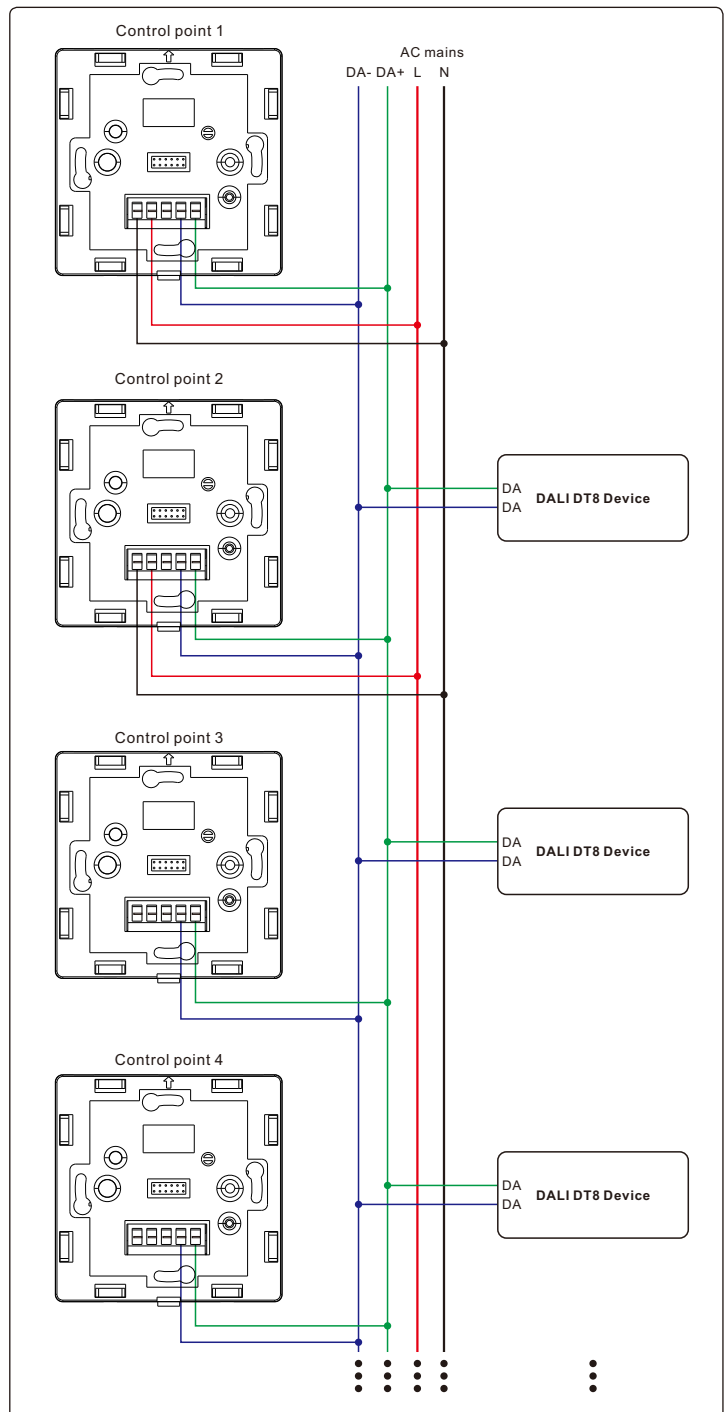 Control point 1
AC mains
DA- DA+ L N
Control point 2
DA
DA
DALI DT8 Device
Control point 3
DA
DA
DALI DT8 Device
Control point 4
DA
DA
DALI DT8 Device